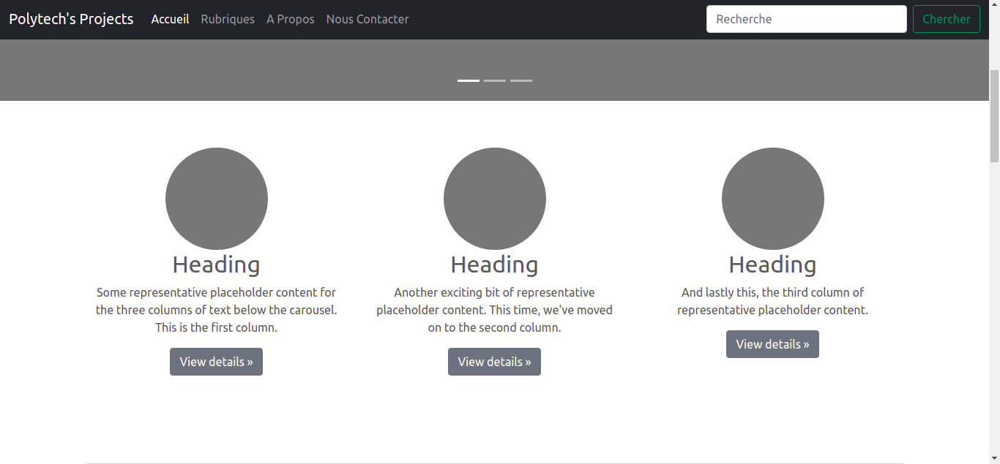 Polytech's Projects Accueil Rubriques A Propos Nous Contacter Recherche Chercher
Heading
Some representative placeholder content for
the three columns of text below the carousel.
This is the first column.
View details »
Heading
Another exciting bit of representative
placeholder content. This time, we've moved
on to the second column.
View details »
Heading
And lastly this, the third column of
representative placeholder content.
View details »